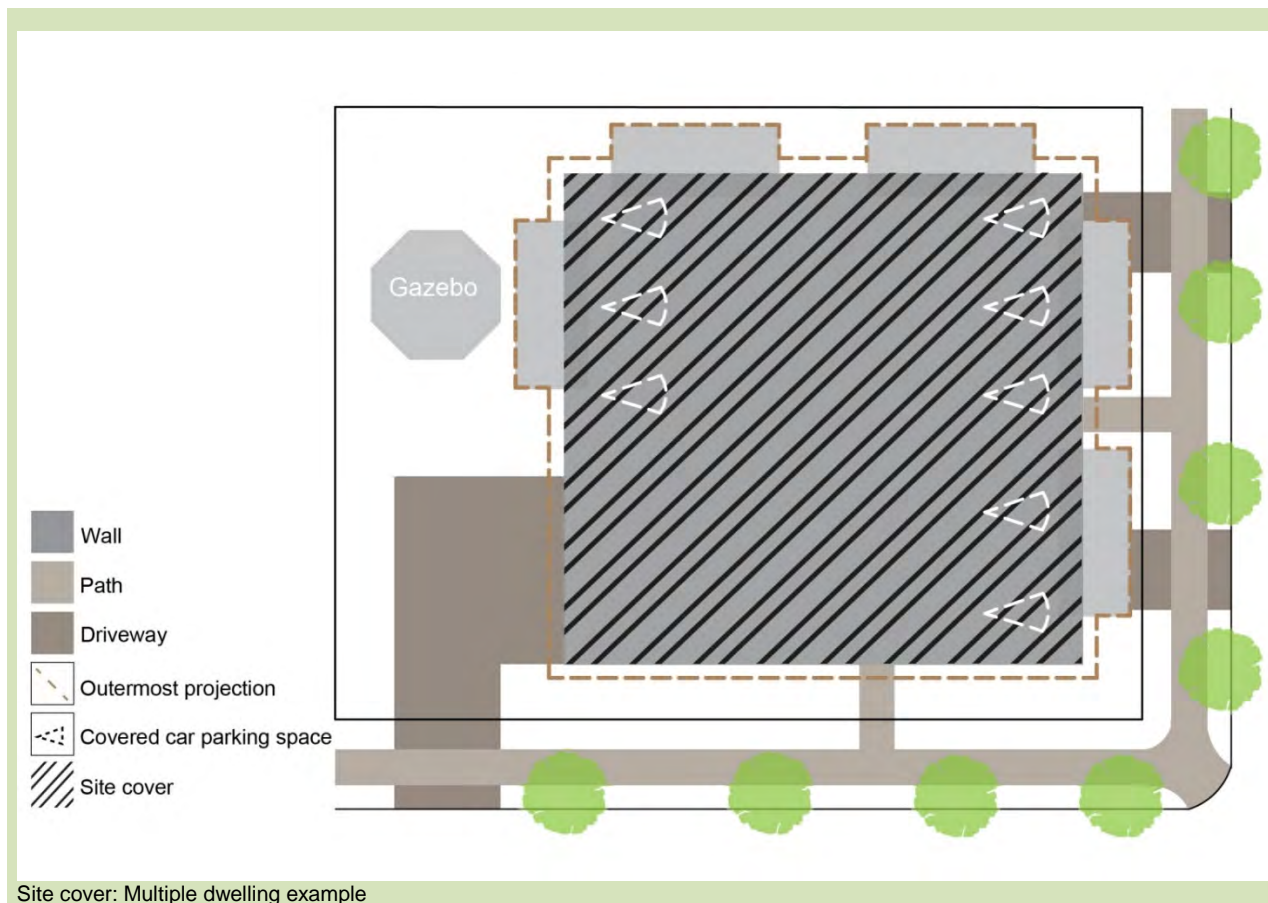 Gazebo
Wall
Path
Driveway
Outermost projection
Covered car parking space
Site cover
Site cover: Multiple dwelling example